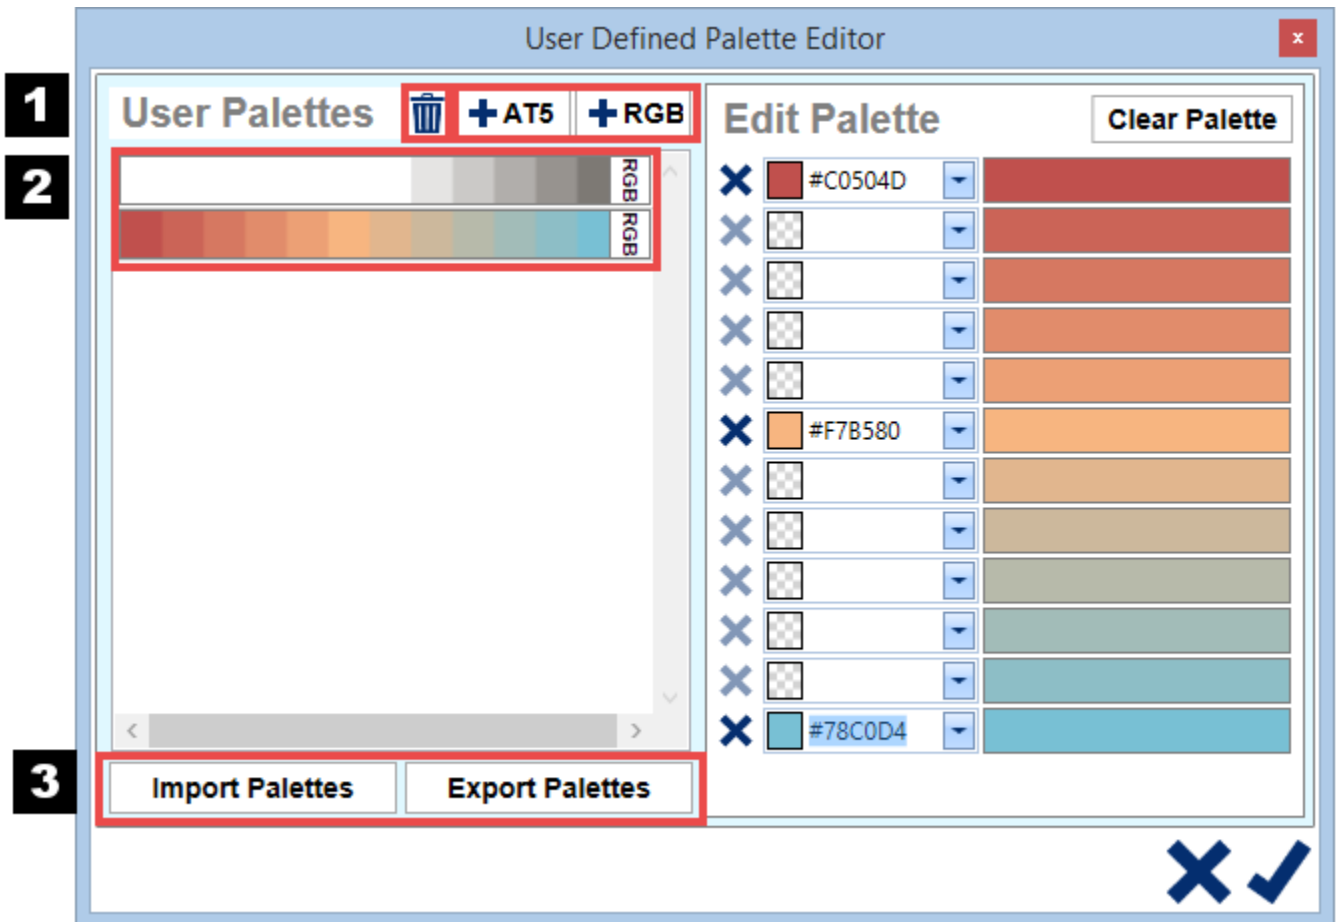 User Defined Palette Editor
x
1
User Palettes
+ AT5
+ RGB
2
RGB
RGB
3
Import Palettes
Export Palettes
Edit Palette
Clear Palette
#C0504D
#F7B580
#78C0D4